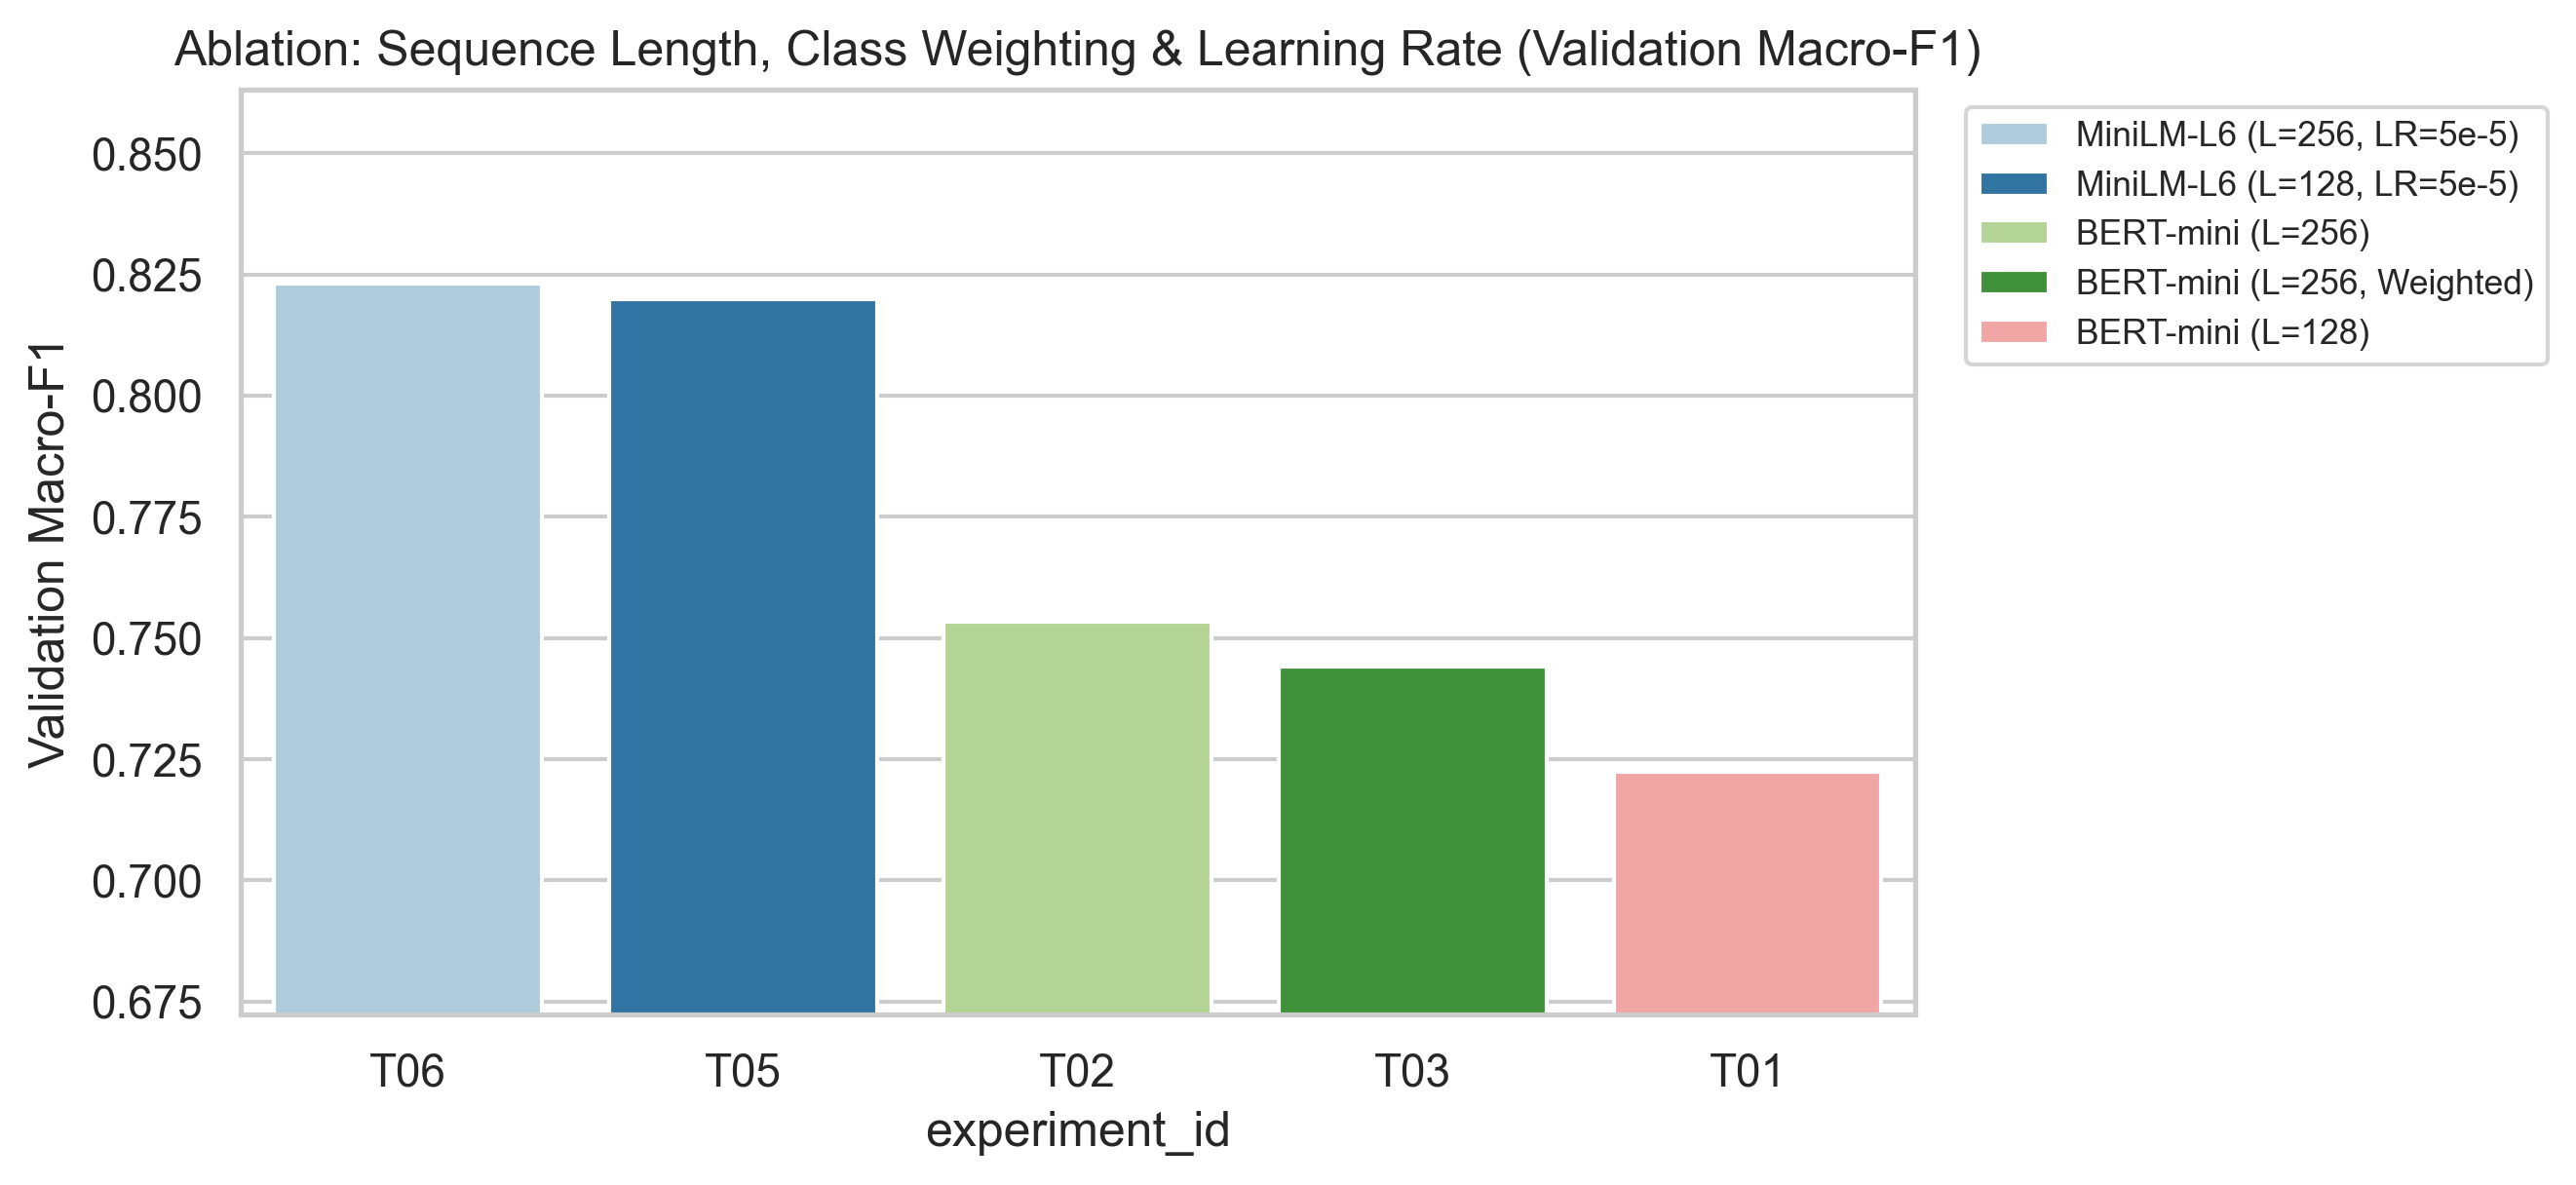 Ablation: Sequence Length, Class Weighting & Learning Rate (Validation Macro-F1)
Validation Macro-F1
0.850
0.825
0.800
0.775
0.750
0.725
0.700
0.675
T06 T05 T02 T03 T01
experiment_id
MiniLM-L6 (L=256, LR=5e-5)
MiniLM-L6 (L=128, LR=5e-5)
BERT-mini (L=256)
BERT-mini (L=256, Weighted)
BERT-mini (L=128)